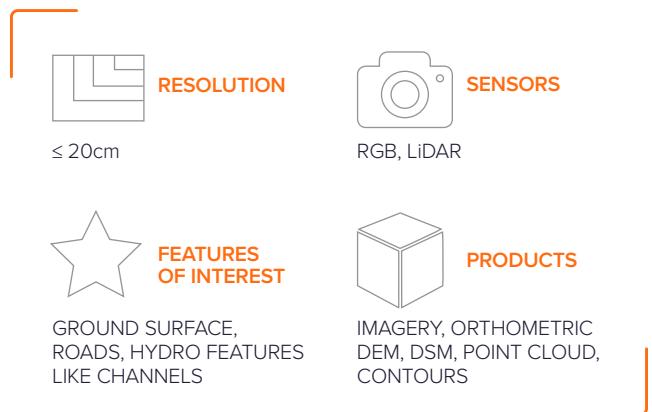 RESOLUTION
≤ 20cm
SENSORS
RGB, LiDAR
FEATURES
OF INTEREST
GROUND SURFACE,
ROADS, HYDRO FEATURES
LIKE CHANNELS
PRODUCTS
IMAGERY, ORTHOMETRIC
DEM, DSM, POINT CLOUD,
CONTOURS